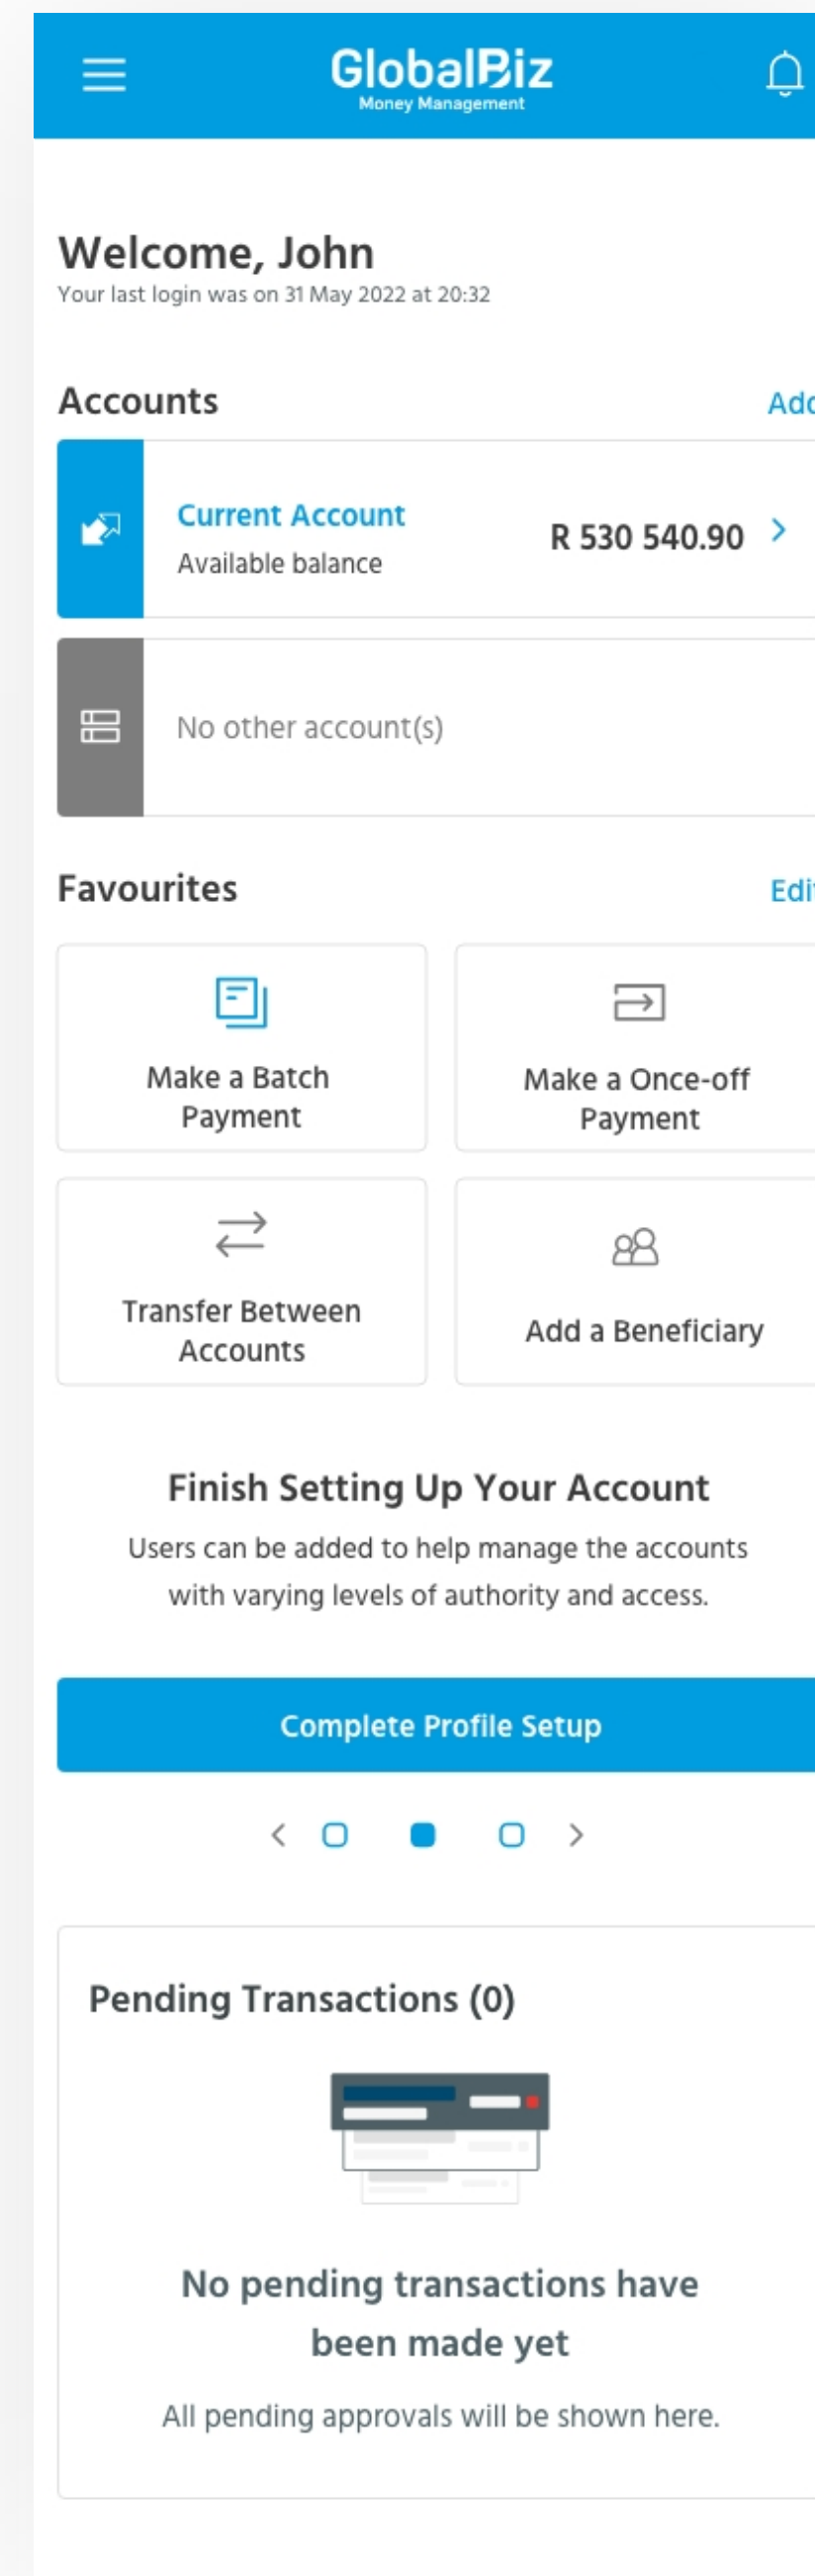 GlobalBiz
Money Management
Welcome, John
Your last login was on 31 May 2022 at 20:32
Accounts
Add
Current Account
Available balance
R 530 540.90
No other account(s)
Favourites
Edit
Make a Batch
Payment
Make a Once-off
Payment
Transfer Between
Accounts
Add a Beneficiary
Finish Setting Up Your Account
Users can be added to help manage the accounts
with varying levels of authority and access.
Complete Profile Setup
Pending Transactions (0)
No pending transactions have
been made yet
All pending approvals will be shown here.